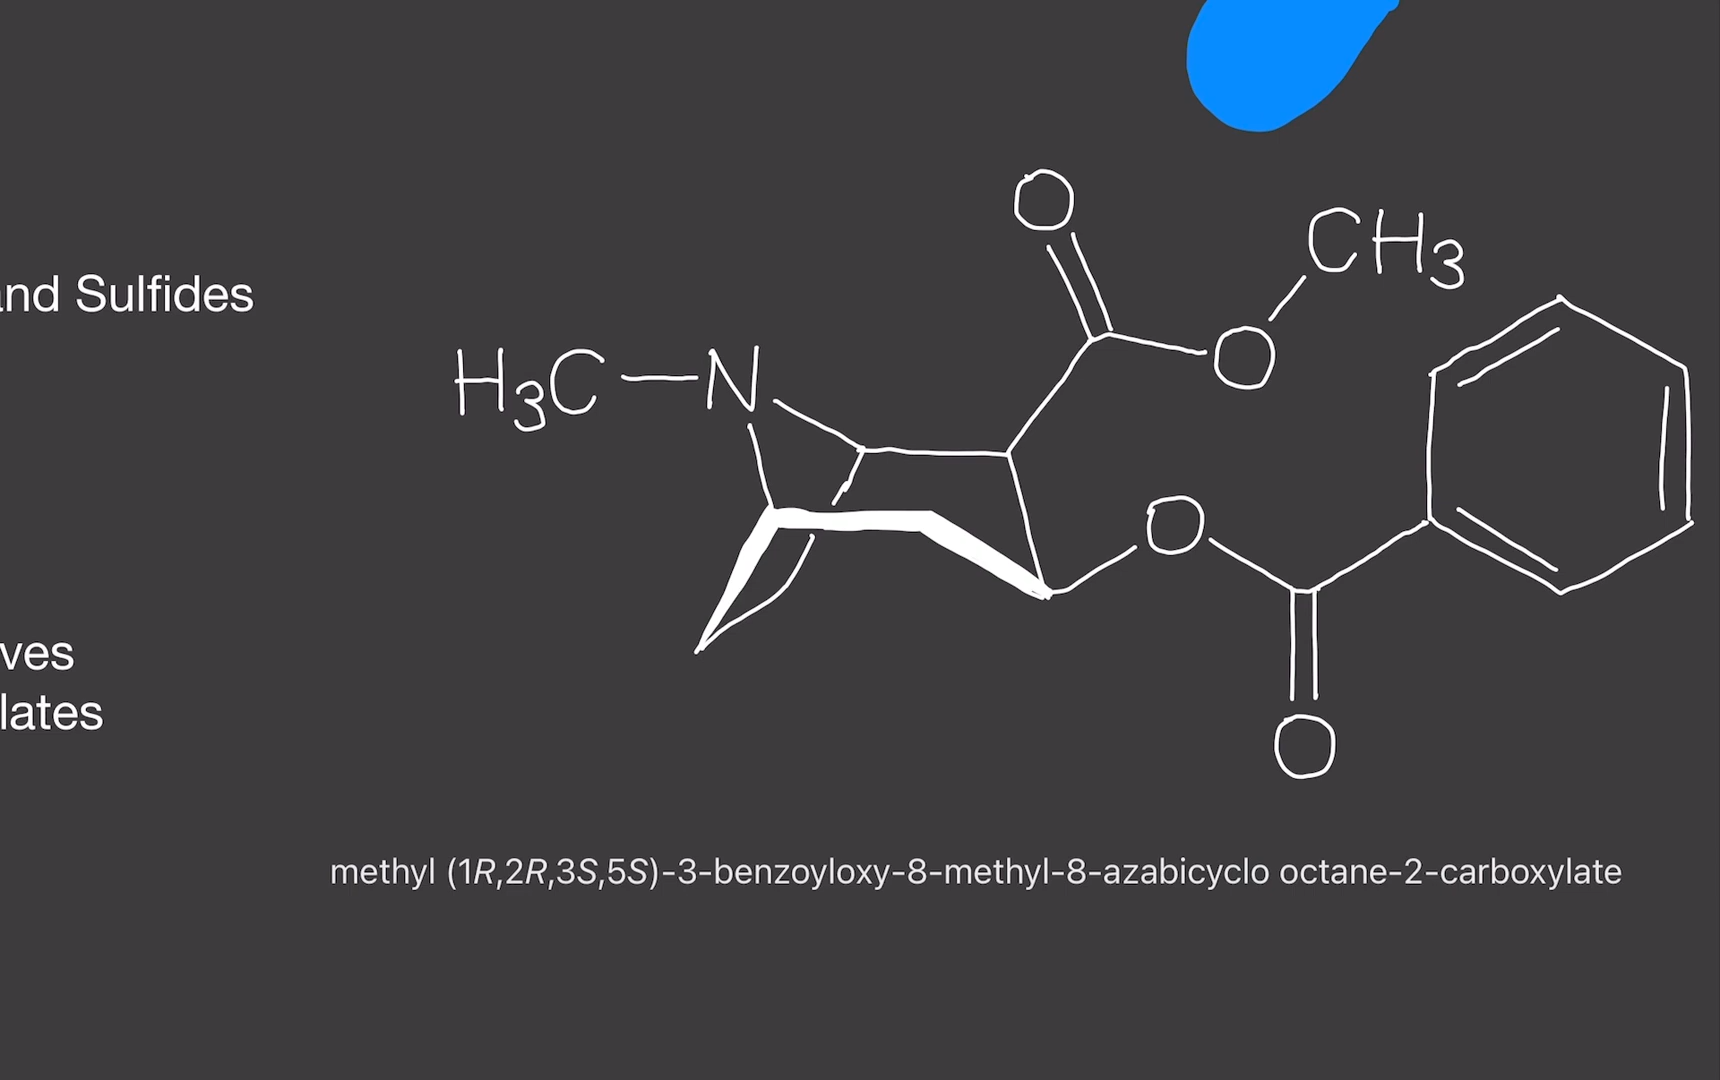 O
CH3
and Sulfides
O
H3C—N
O
ves
lates
O
methyl (1R,2R,3S,5S)-3-benzoyloxy-8-methyl-8-azabicyclo octane-2-carboxylate